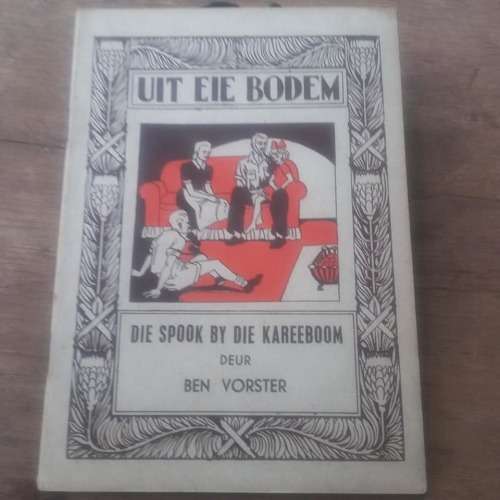 UIT EIE BODEM
DIE SPOOK BY DIE KAREEBOOM
DEUR
BEN VORSTER